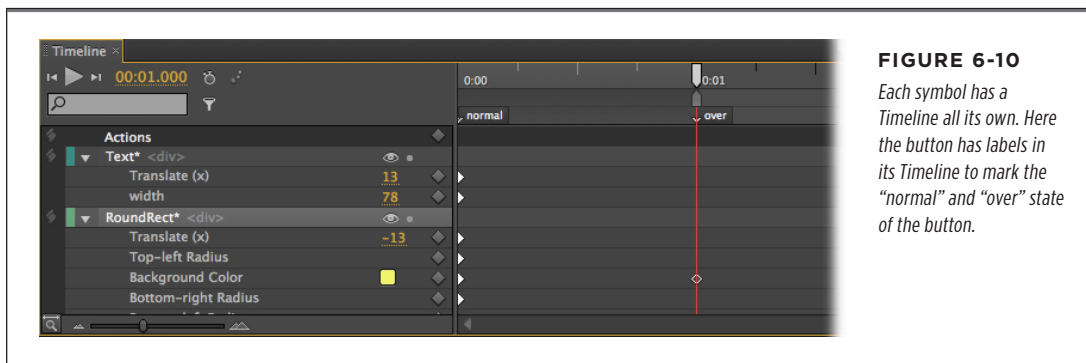 Timeline ×
00:01.000
0:00
0:01
normal
over
Actions
Text* <div>
Translate (x) 13
width 78
RoundRect* <div>
Translate (x) -13
Top-left Radius
Background Color
Bottom-right Radius
FIGURE 6-10
Each symbol has a
Timeline all its own. Here
the button has labels in
its Timeline to mark the
“normal” and “over” state
of the button.